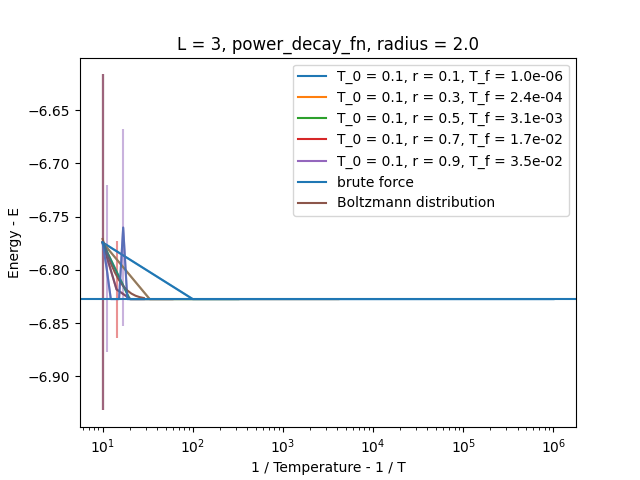 L = 3, power_decay_fn, radius = 2.0
T_0 = 0.1, r = 0.1, T_f = 1.0e-06
T_0 = 0.1, r = 0.3, T_f = 2.4e-04
T_0 = 0.1, r = 0.5, T_f = 3.1e-03
T_0 = 0.1, r = 0.7, T_f = 1.7e-02
T_0 = 0.1, r = 0.9, T_f = 3.5e-02
brute force
Boltzmann distribution
Energy - E
−6.65
−6.70
−6.75
−6.80
−6.85
−6.90
10¹ 10² 10³ 10⁴ 10⁵ 10⁶
1 / Temperature - 1 / T